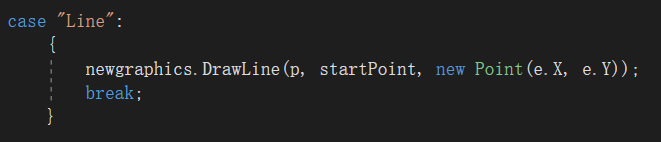 case "Line":
{
newgraphics.DrawLine(p, startPoint, new Point(e.X, e.Y));
break;
}